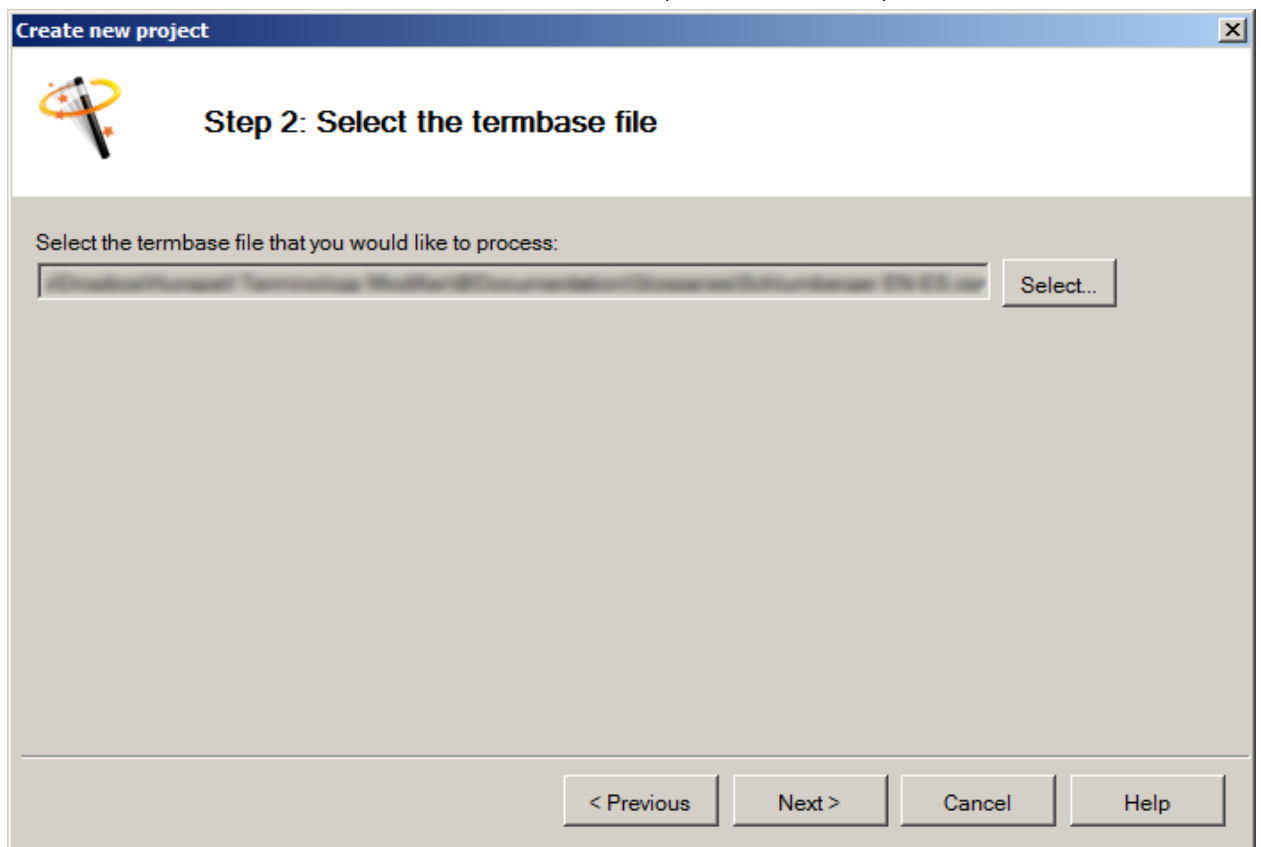 Create new project
Step 2: Select the termbase file
Select the termbase file that you would like to process:
Select...
< Previous
Next >
Cancel
Help